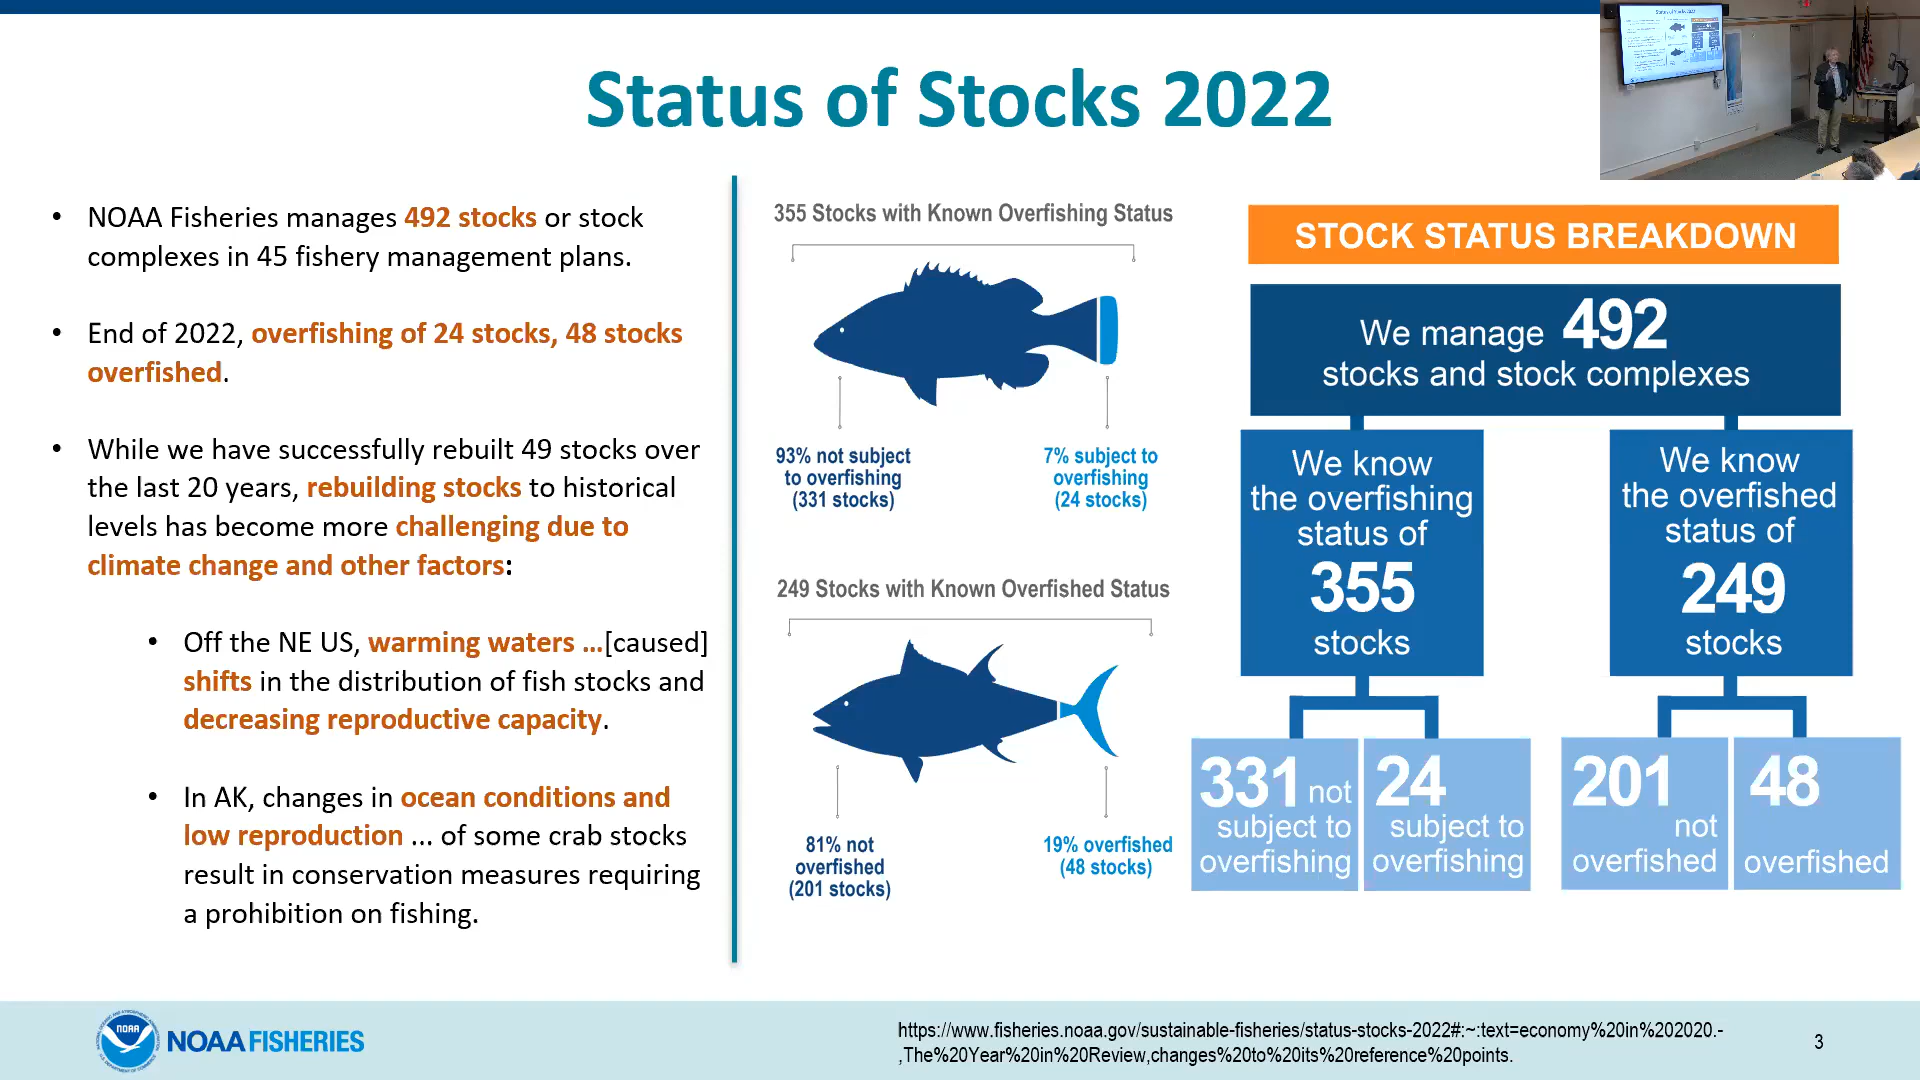 Status of Stocks 2022
• NOAA Fisheries manages 492 stocks or stock
complexes in 45 fishery management plans.
• End of 2022, overfishing of 24 stocks, 48 stocks
overfished.
• While we have successfully rebuilt 49 stocks over
the last 20 years, rebuilding stocks to historical
levels has become more challenging due to
climate change and other factors:
• Off the NE US, warming waters ...[caused]
shifts in the distribution of fish stocks and
decreasing reproductive capacity.
• In AK, changes in ocean conditions and
low reproduction ... of some crab stocks
result in conservation measures requiring
a prohibition on fishing.
355 Stocks with Known Overfishing Status
93% not subject
to overfishing
(331 stocks)
7% subject to
overfishing
(24 stocks)
249 Stocks with Known Overfished Status
81% not
overfished
(201 stocks)
19% overfished
(48 stocks)
STOCK STATUS BREAKDOWN
We manage 492
stocks and stock complexes
We know
the overfishing
status of
355
stocks
We know
the overfished
status of
249
stocks
331 not
subject to
overfishing
24
subject to
overfishing
201
not
overfished
48
overfished
NOAA
NOAA FISHERIES
https://www.fisheries.noaa.gov/sustainable-fisheries/status-stocks-2022#:~:text=economy%20in%202020.-
,The%20Year%20in%20Review,changes%20to%20its%20reference%20points.
3
Status of Stocks 2022